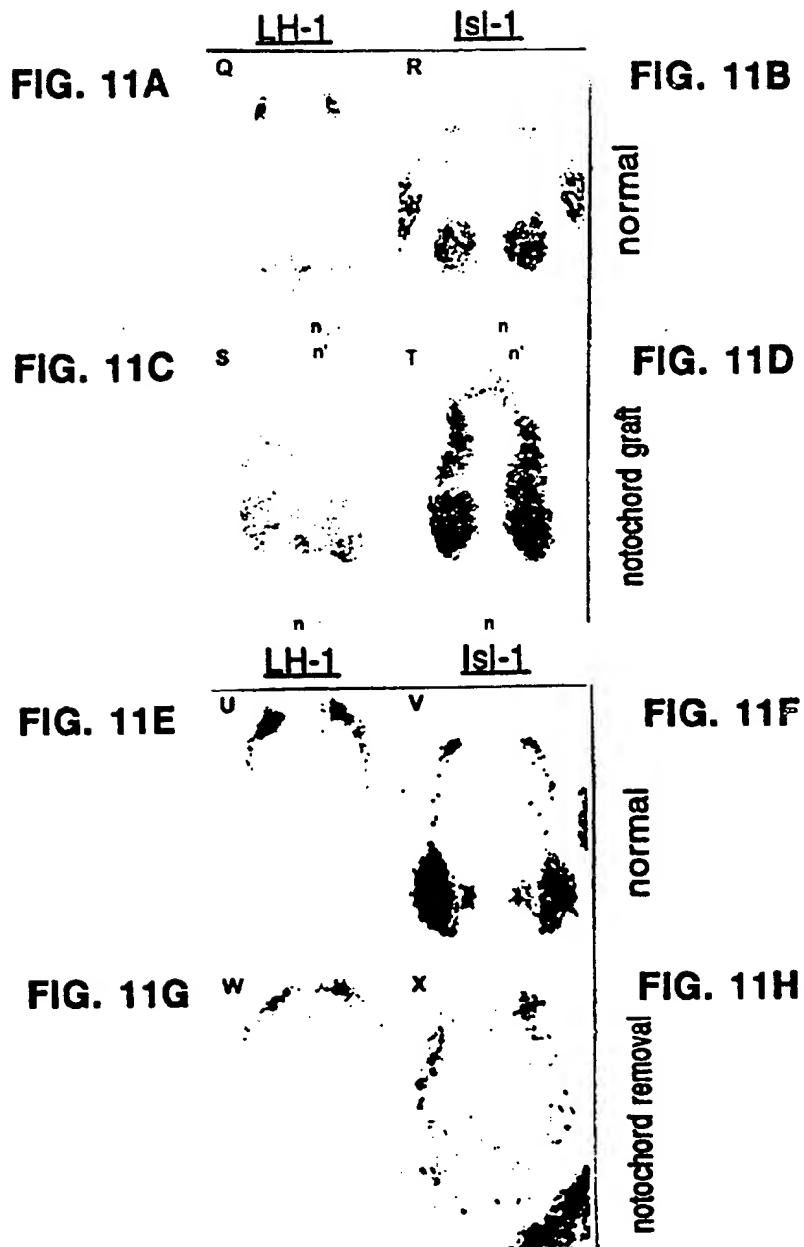 LH-1 Isl-1
FIG. 11A Q R FIG. 11B
normal
n n
FIG. 11C S n' T n' FIG. 11D
notochord graft
n n
LH-1 Isl-1
FIG. 11E U V FIG. 11F
normal
FIG. 11G W X FIG. 11H
notochord removal